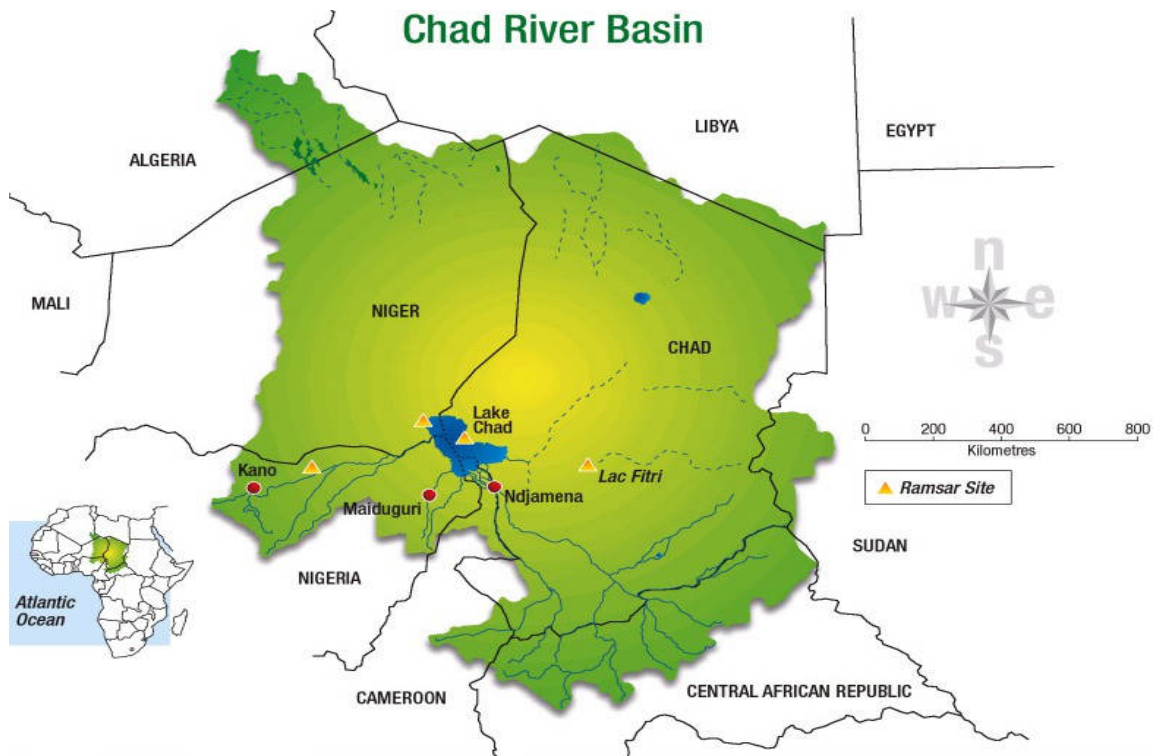 Chad River Basin
LIBYA
EGYPT
ALGERIA
n
w e
s
MALI
NIGER
CHAD
Lake
Chad
0 200 400 600 800
Kilometres
Kano
Lac Fitri
Ramsar Site
Maiduguri
Ndjamena
SUDAN
NIGERIA
Atlantic
Ocean
CAMEROON
CENTRAL AFRICAN REPUBLIC